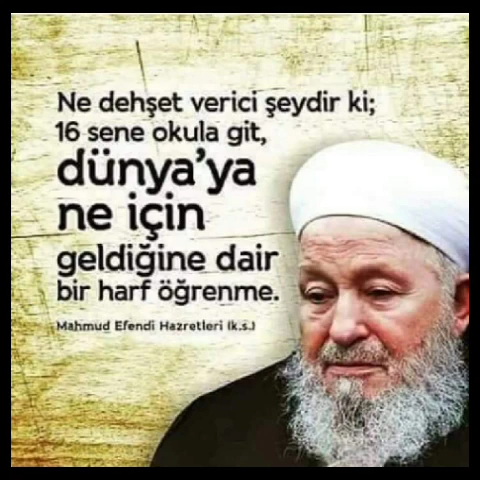 Ne dehşet verici şeydir ki;
16 sene okula git,
dünya'ya
ne için
geldiğine dair
bir harf öğrenme.
Mahmud Efendi Hazretleri (k.s.)